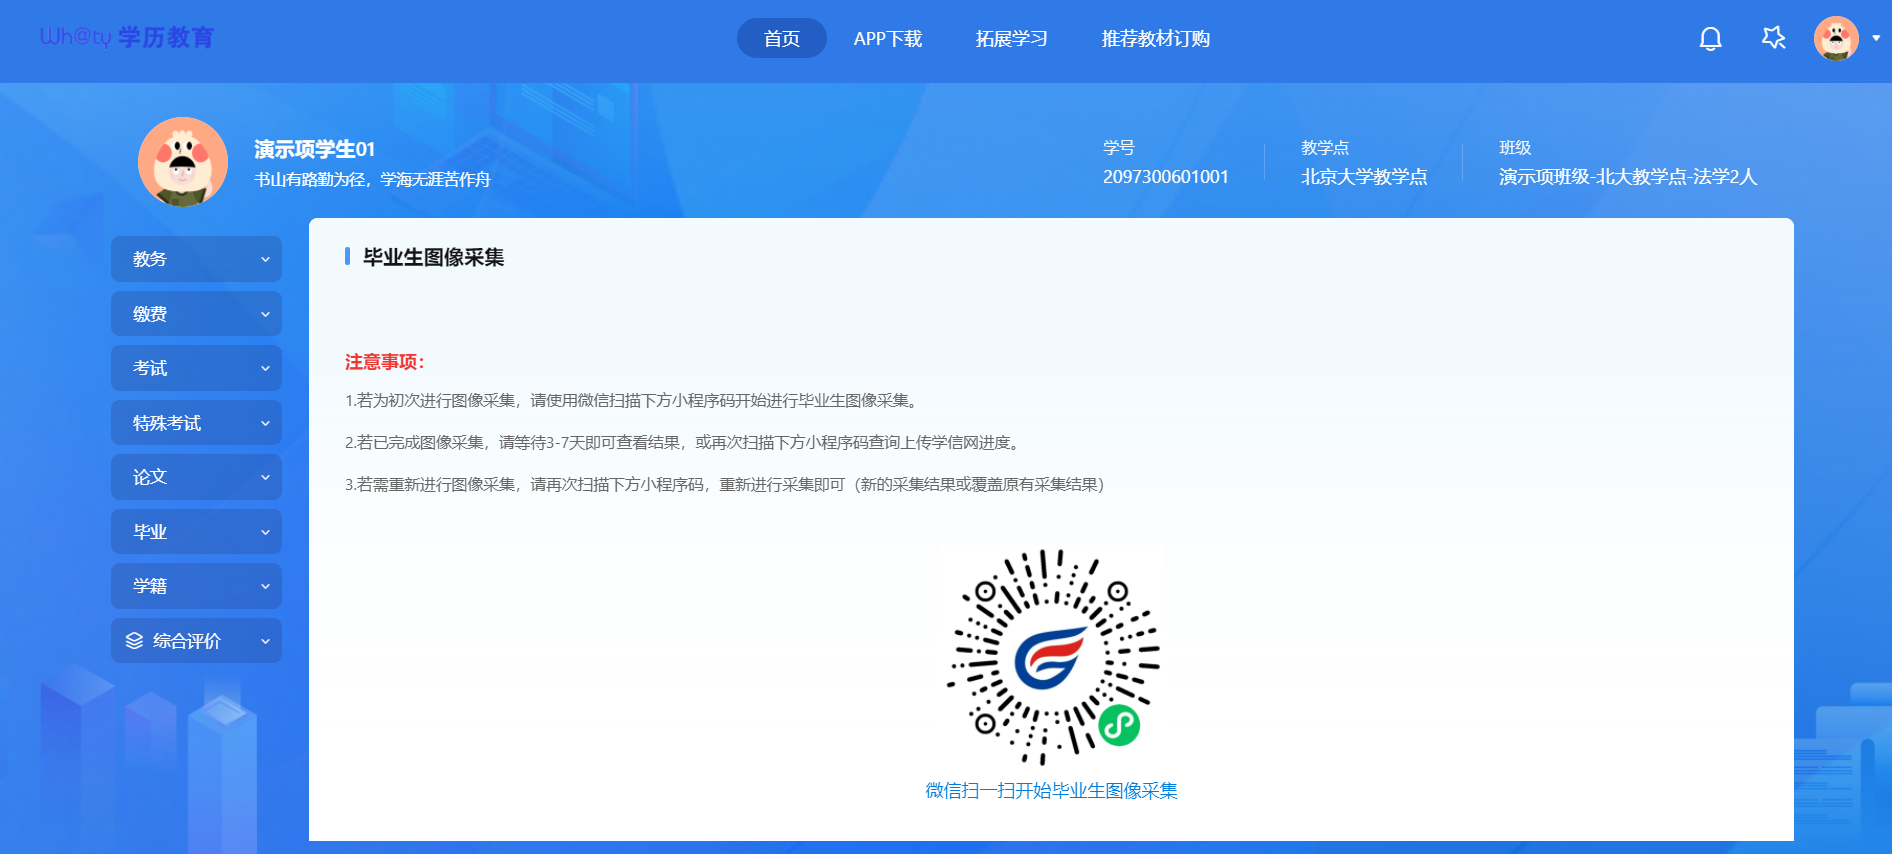 Wh@ty 学历教育
首页
APP下载
拓展学习
推荐教材订购
演示项学生01
书山有路勤为径，学海无涯苦作舟
学号
2097300601001
教学点
北京大学教学点
班级
演示项班级-北大教学点-法学2人
教务
缴费
考试
特殊考试
论文
毕业
学籍
综合评价
毕业生图像采集
注意事项：
1.若为初次进行图像采集，请使用微信扫描下方小程序码开始进行毕业生图像采集。
2.若已完成图像采集，请等待3-7天即可查看结果，或再次扫描下方小程序码查询上传学信网进度。
3.若需重新进行图像采集，请再次扫描下方小程序码，重新进行采集即可（新的采集结果或覆盖原有采集结果）
微信扫一扫开始毕业生图像采集